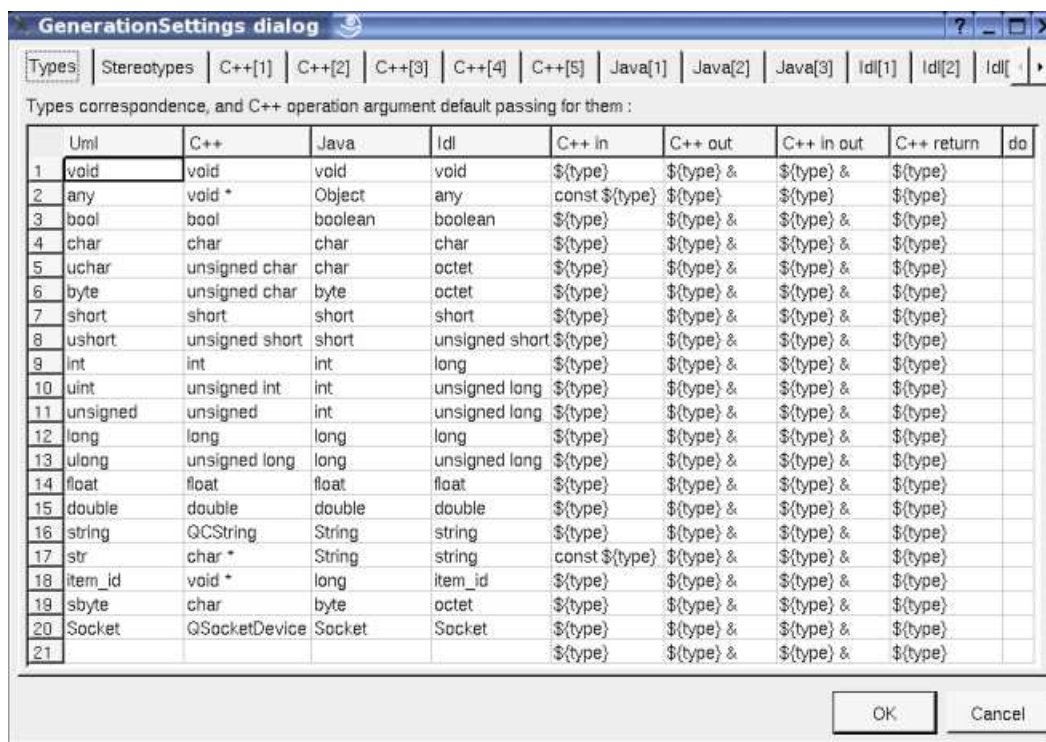 GenerationSettings dialog
Types Stereotypes C++[1] C++[2] C++[3] C++[4] C++[5] Java[1] Java[2] Java[3] Idl[1] Idl[2] Idl[
Types correspondence, and C++ operation argument default passing for them :
Uml C++ Java Idl C++ in C++ out C++ in out C++ return do
1 void void void void ${type} ${type} & ${type} & ${type}
2 any void * Object any const ${type} ${type} ${type} ${type}
3 bool bool boolean boolean ${type} ${type} & ${type} & ${type}
4 char char char char ${type} ${type} & ${type} & ${type}
5 uchar unsigned char char octet ${type} ${type} & ${type} & ${type}
6 byte unsigned char byte octet ${type} ${type} & ${type} & ${type}
7 short short short short ${type} ${type} & ${type} & ${type}
8 ushort unsigned short short unsigned short ${type} ${type} & ${type} & ${type}
9 int int int long ${type} ${type} & ${type} & ${type}
10 uint unsigned int int unsigned long ${type} ${type} & ${type} & ${type}
11 unsigned unsigned int unsigned long ${type} ${type} & ${type} & ${type}
12 long long long long ${type} ${type} & ${type} & ${type}
13 ulong unsigned long long unsigned long ${type} ${type} & ${type} & ${type}
14 float float float float ${type} ${type} & ${type} & ${type}
15 double double double double ${type} ${type} & ${type} & ${type}
16 string QCString String string ${type} ${type} & ${type} & ${type}
17 str char * String string const ${type} ${type} & ${type} & ${type}
18 item_id void * long item_id ${type} ${type} & ${type} & ${type}
19 sbyte char byte octet ${type} ${type} & ${type} & ${type}
20 Socket QSocketDevice Socket Socket ${type} ${type} & ${type} & ${type}
21 ${type} ${type} & ${type} & ${type}
OK Cancel